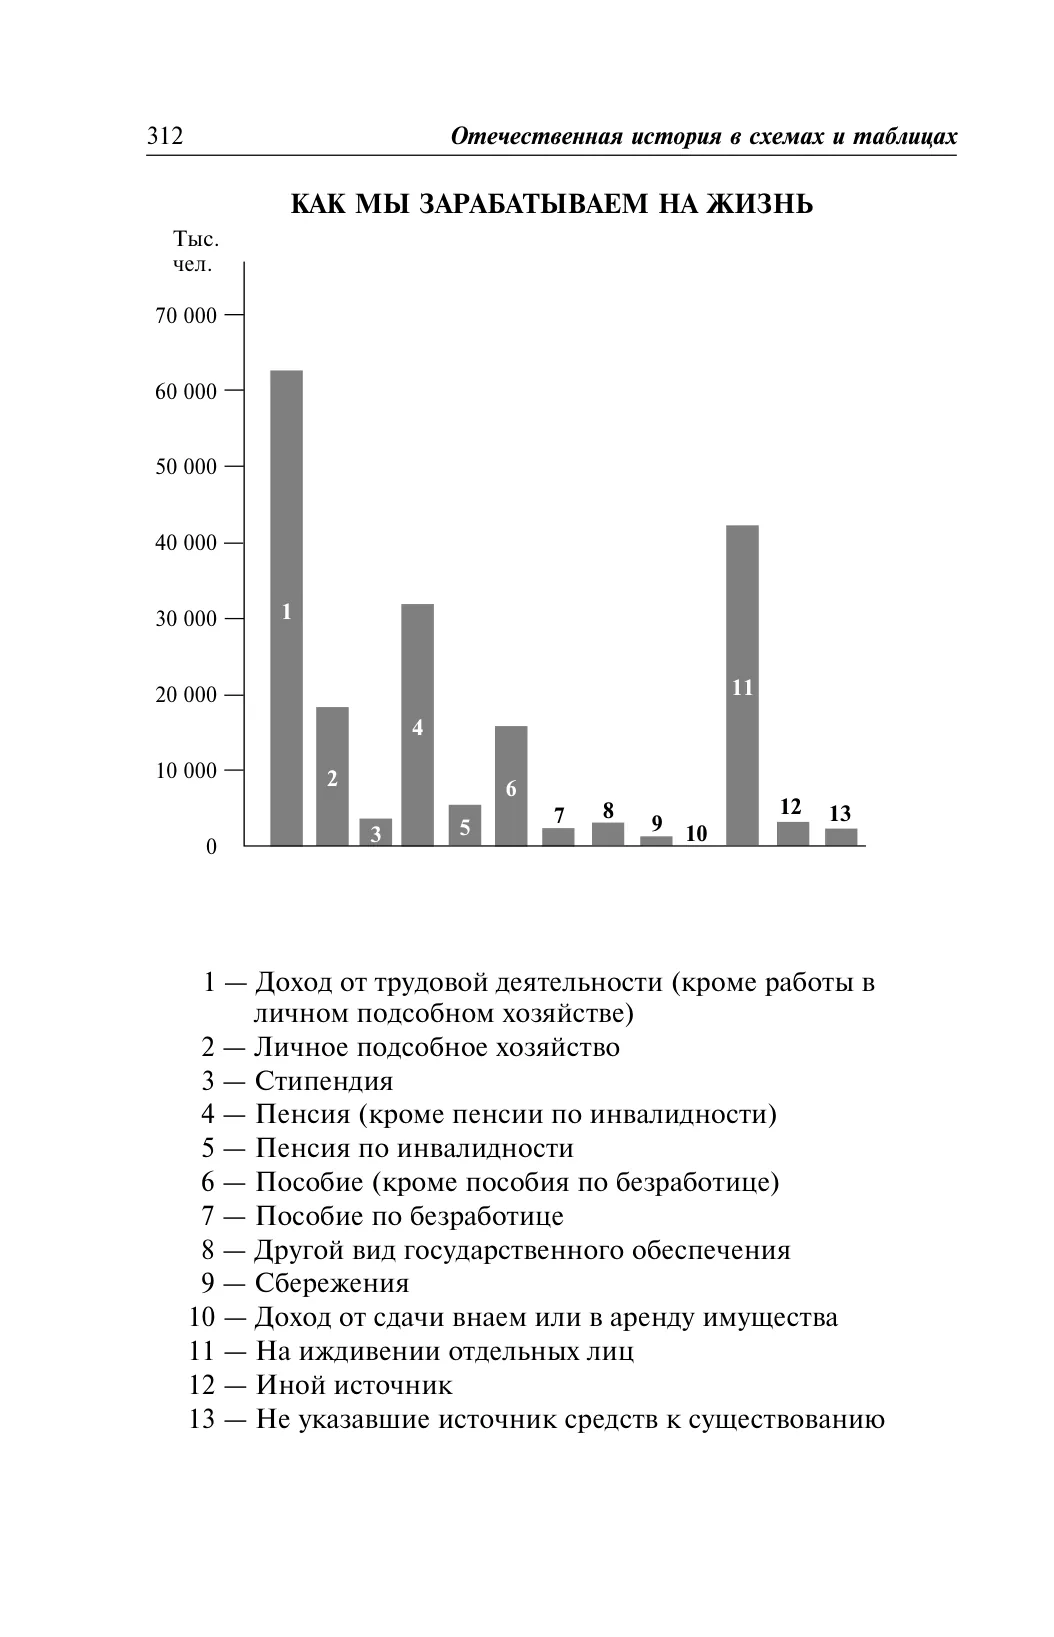 312 Отечественная история в схемах и таблицах
КАК МЫ ЗАРАБАТЫВАЕМ НА ЖИЗНЬ
Тыс.
чел.
70 000
60 000
50 000
40 000
30 000
20 000
10 000
0
1
2
3
4
5
6
7
8
9
10
11
12
13
1 — Доход от трудовой деятельности (кроме работы в
личном подсобном хозяйстве)
2 — Личное подсобное хозяйство
3 — Стипендия
4 — Пенсия (кроме пенсии по инвалидности)
5 — Пенсия по инвалидности
6 — Пособие (кроме пособия по безработице)
7 — Пособие по безработице
8 — Другой вид государственного обеспечения
9 — Сбережения
10 — Доход от сдачи внаем или в аренду имущества
11 — На иждивении отдельных лиц
12 — Иной источник
13 — Не указавшие источник средств к существованию